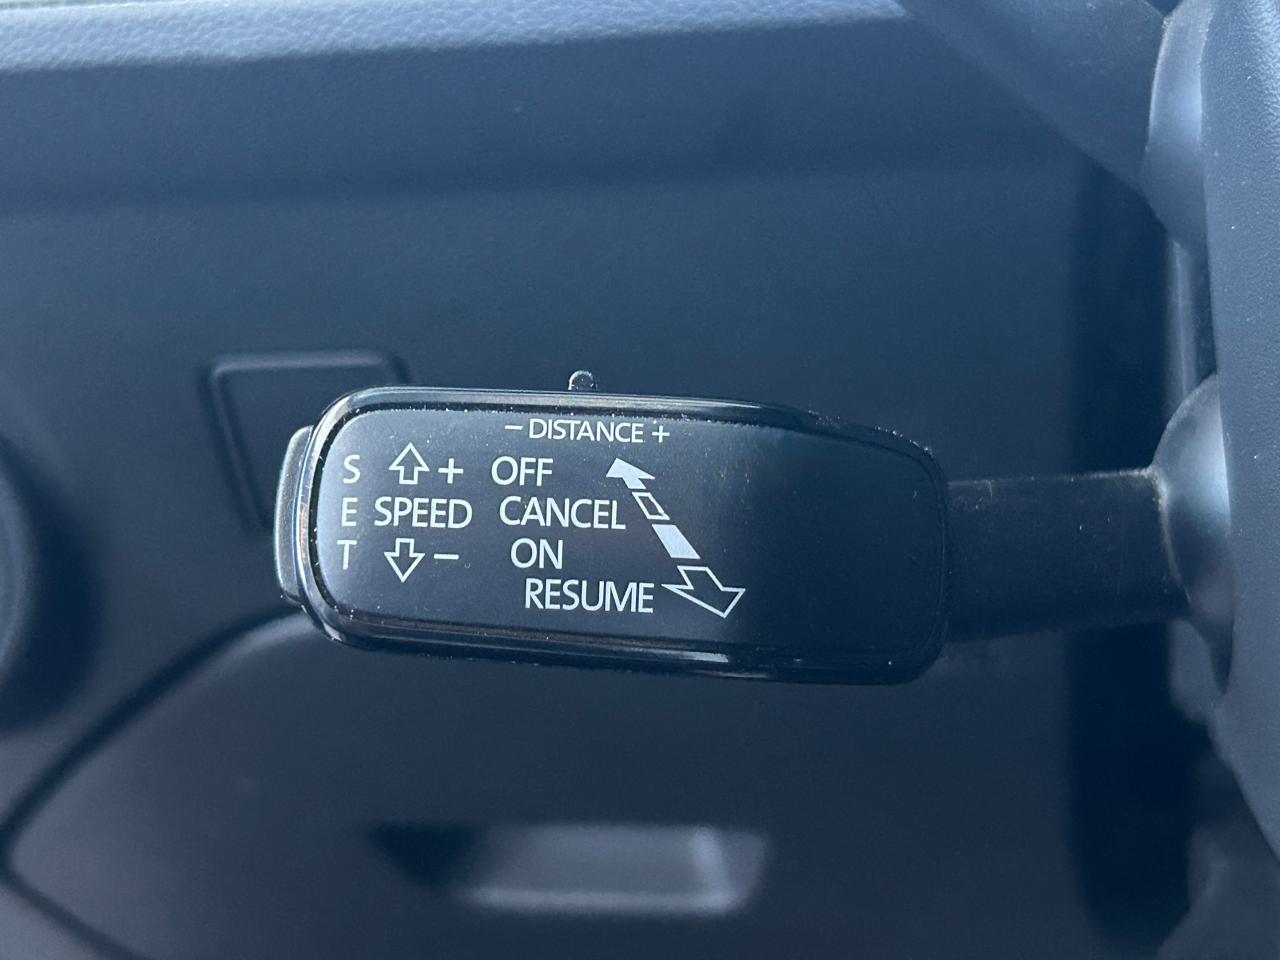 − DISTANCE +
S + OFF
E SPEED CANCEL
T − ON
RESUME